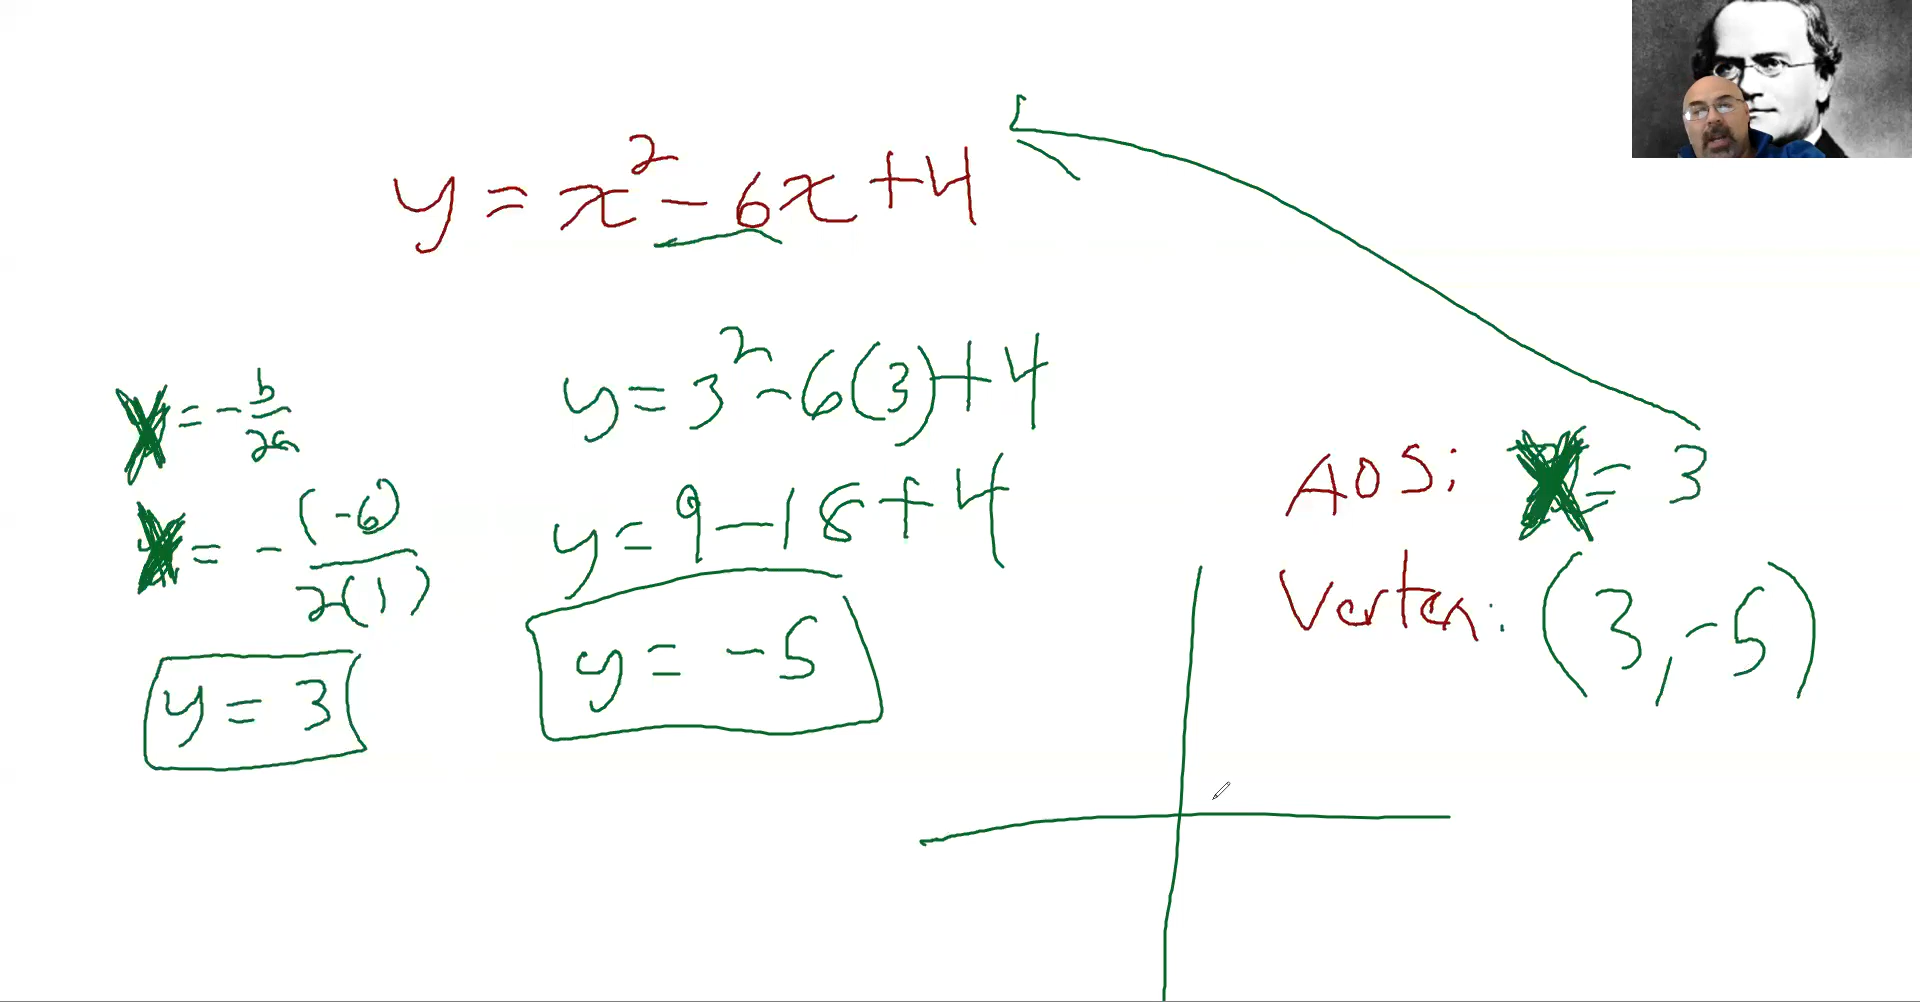 y = x² - 6x + 4
x = - b/2a
x = - (-6)/2(1)
y = 3
y = 3² - 6(3) + 4
y = 9 - 18 + 4
y = -5
AOS: x = 3
Vertex: (3, -5)